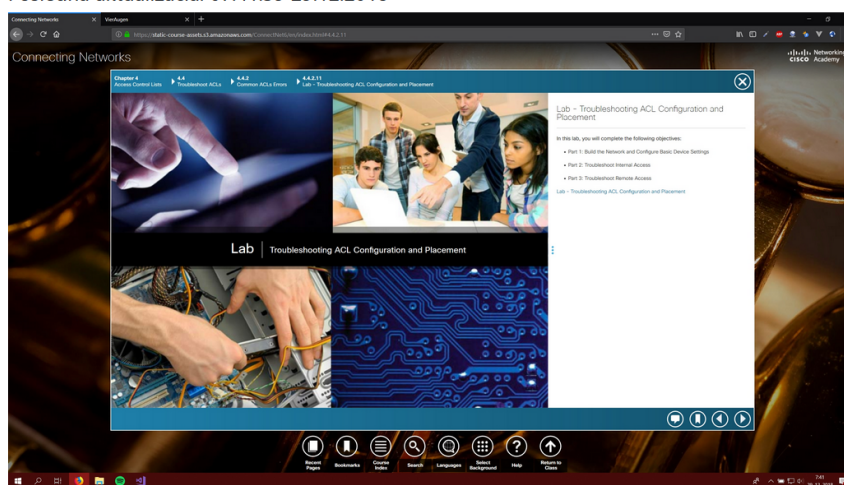 Connecting Networks
VienAugen
https://static-course-assets.s3.amazonaws.com/ConnectNet6/en/index.html#4.4.2.11
Connecting Networks
Networking
CISCO Academy
Chapter 4
Access Control Lists
4.4
Troubleshoot ACLs
4.4.2
Common ACLs Errors
4.4.2.11
Lab - Troubleshooting ACL Configuration and Placement
Lab – Troubleshooting ACL Configuration and
Placement
In this lab, you will complete the following objectives:
• Part 1: Build the Network and Configure Basic Device Settings
• Part 2: Troubleshoot Internal Access
• Part 3: Troubleshoot Remote Access
Lab – Troubleshooting ACL Configuration and Placement
Lab | Troubleshooting ACL Configuration and Placement
Recent
Pages
Bookmarks
Course
Index
Search
Languages
Select
Background
Help
Return to
Class
7:41